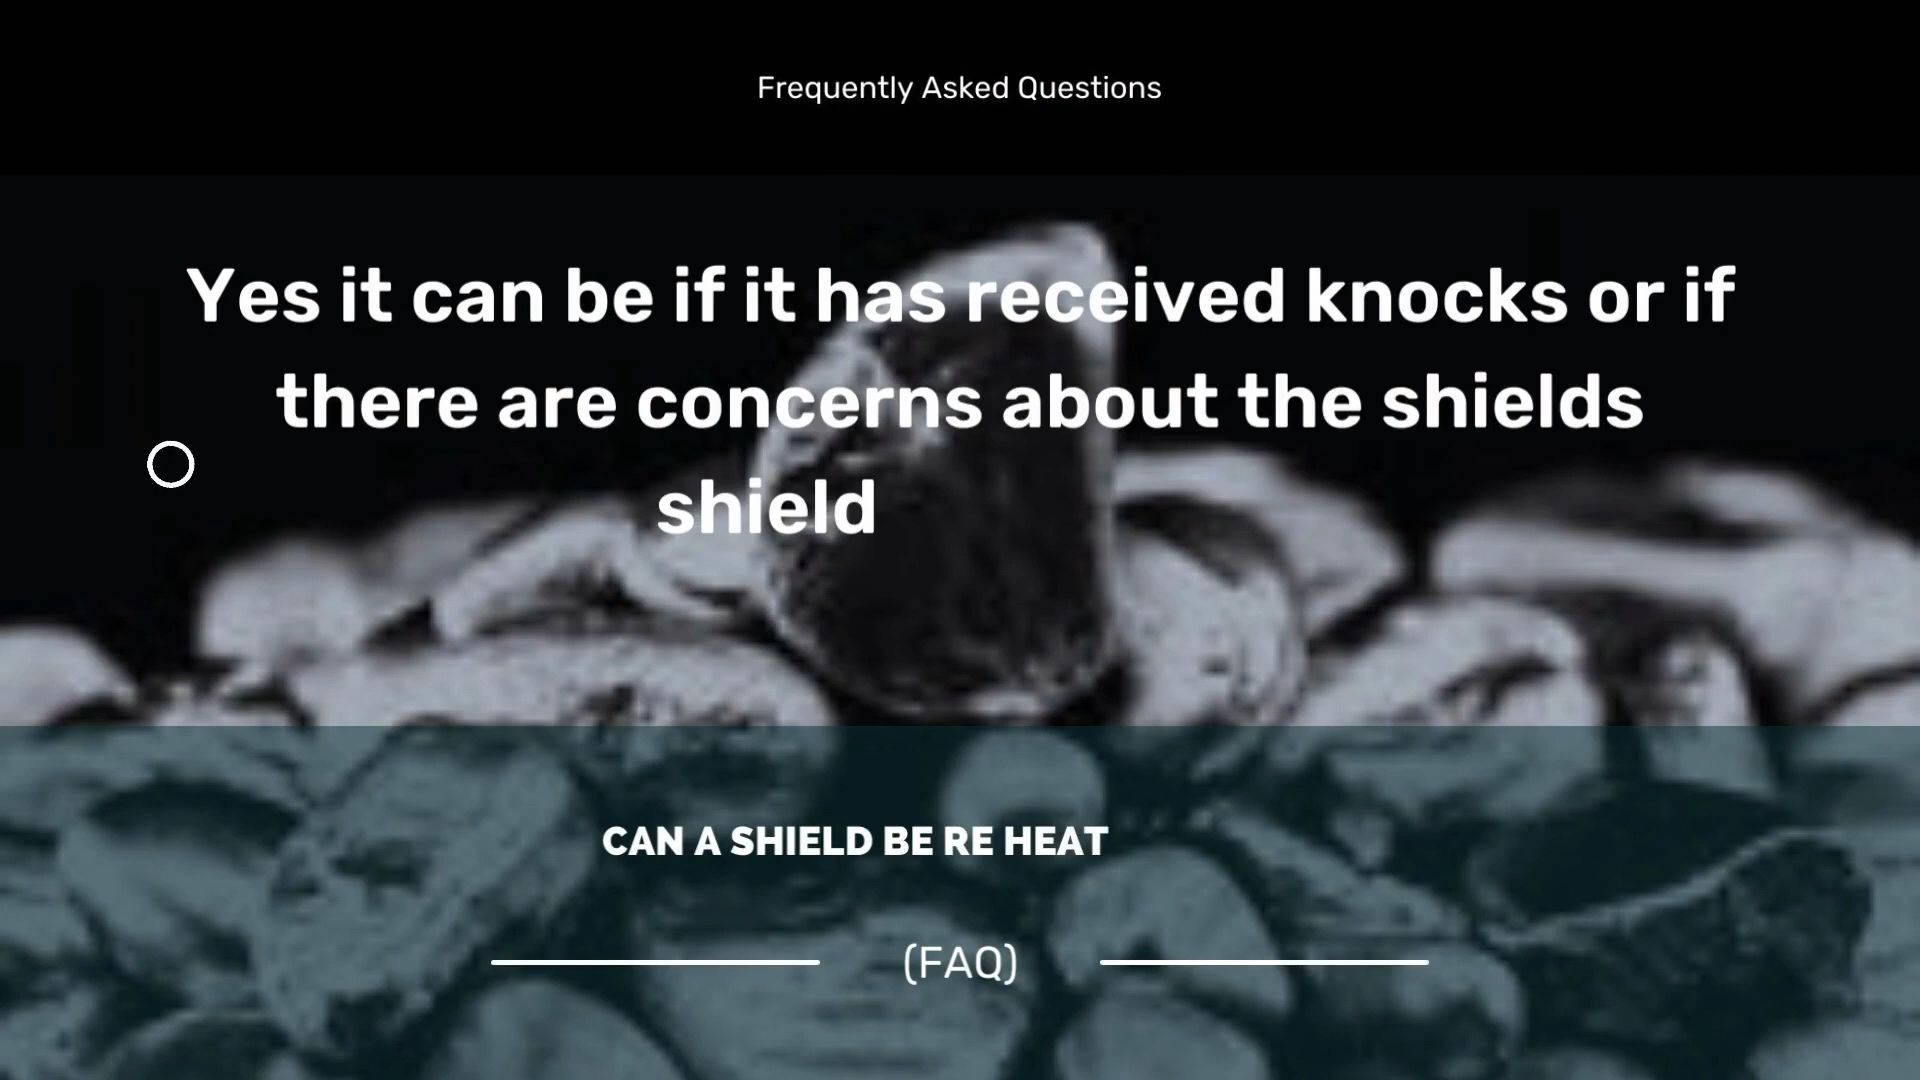 Frequently Asked Questions
Yes it can be if it has received knocks or if
there are concerns about the shields
shield
CAN A SHIELD BE RE HEAT
(FAQ)